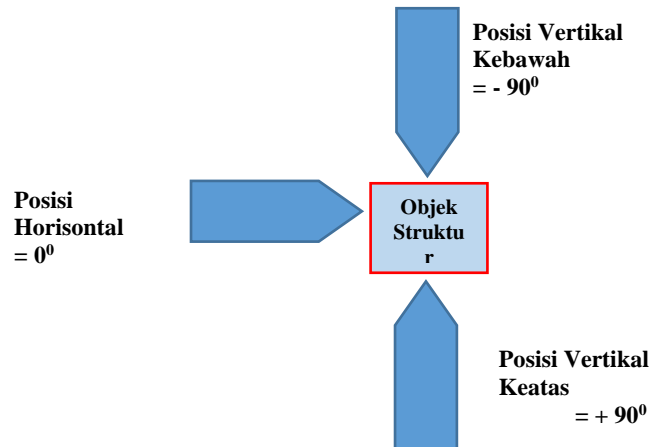 Posisi Vertikal
Kebawah
= - 90⁰
Posisi
Horisontal
= 0⁰
Objek
Struktu
r
Posisi Vertikal
Keatas
= + 90⁰